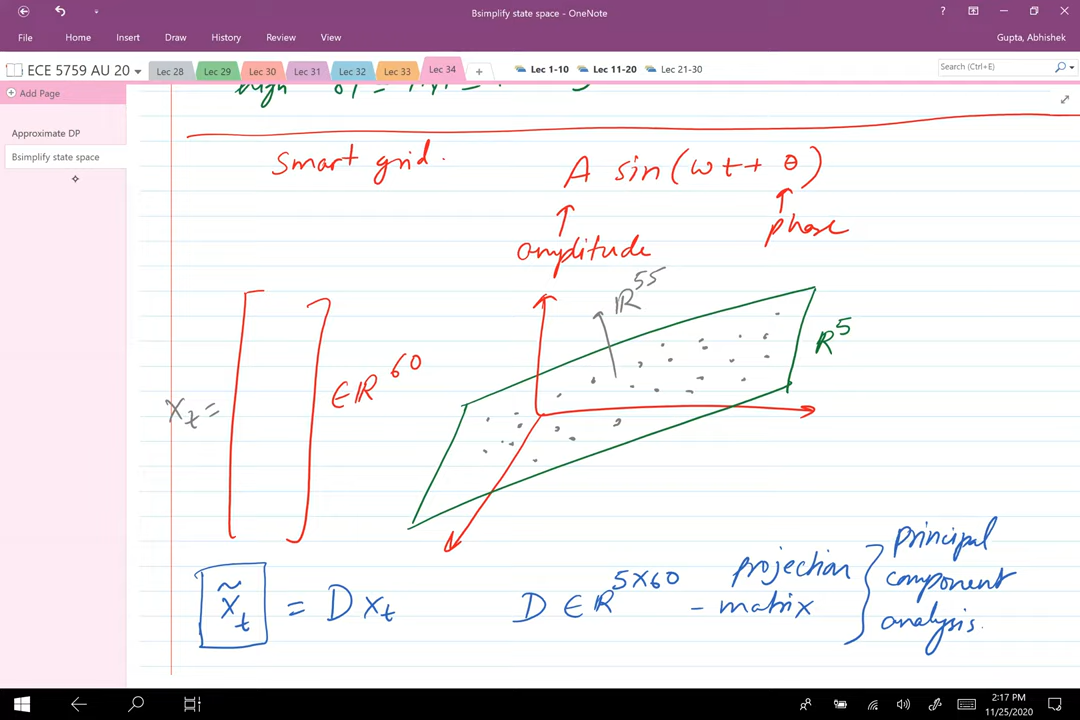 Bsimplify state space - OneNote
Gupta, Abhishek
File Home Insert Draw History Review View
ECE 5759 AU 20
Lec 28 Lec 29 Lec 30 Lec 31 Lec 32 Lec 33 Lec 34 Lec 1-10 Lec 11-20 Lec 21-30
Search (Ctrl+E)
Add Page
Approximate DP
Bsimplify state space
high
Smart grid.
A sin(ωt + θ)
amplitude
phase
x_t = [ ] ∈ ℝ^60
ℝ^55
ℝ^5
x̃_t = D x_t
D ∈ ℝ^5×60 - projection matrix
principal
component
analysis.
2:17 PM
11/25/2020